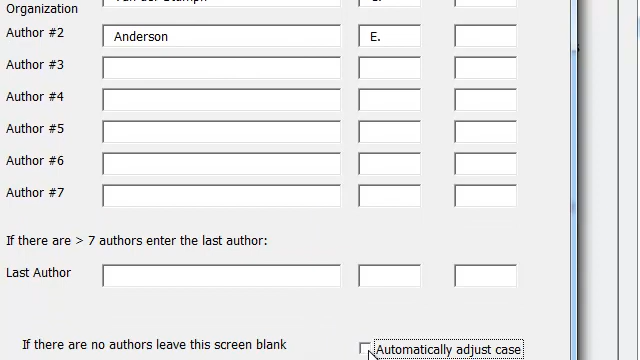 Organization
Author #2 Anderson E.
Author #3
Author #4
Author #5
Author #6
Author #7
If there are > 7 authors enter the last author:
Last Author
If there are no authors leave this screen blank
Automatically adjust case